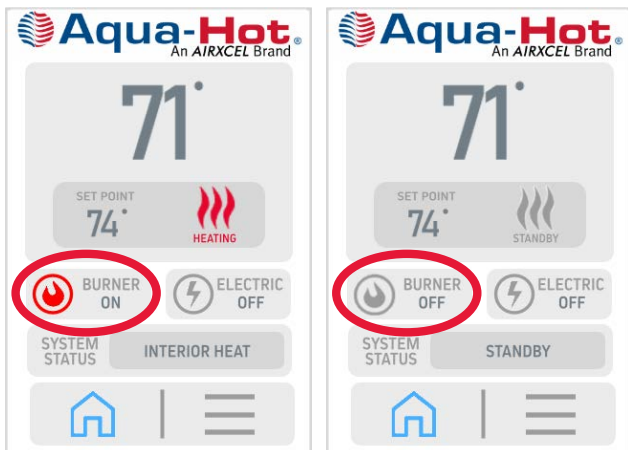 Aqua-Hot.
An AIRXCEL Brand
71°
SET POINT
74°
HEATING
BURNER
ON
ELECTRIC
OFF
SYSTEM
STATUS
INTERIOR HEAT
Aqua-Hot.
An AIRXCEL Brand
71°
SET POINT
74°
STANDBY
BURNER
OFF
ELECTRIC
OFF
SYSTEM
STATUS
STANDBY